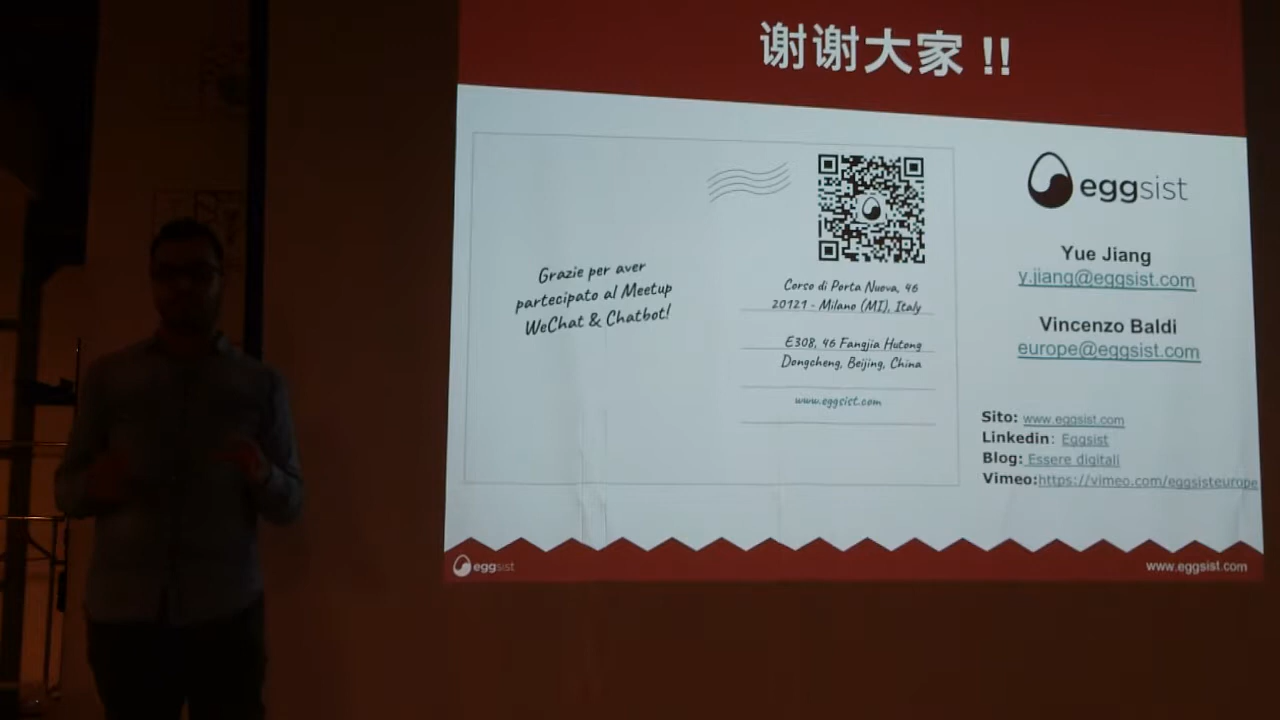 谢谢大家 !!
Grazie per aver
partecipato al Meetup
WeChat & Chatbot!
Corso di Porta Nuova, 46
20121 - Milano (MI), Italy
E308, 46 Fangjia Hutong
Dongcheng, Beijing, China
www.eggsist.com
eggsist
Yue Jiang
y.jiang@eggsist.com
Vincenzo Baldi
europe@eggsist.com
Sito: www.eggsist.com
Linkedin: Eggsist
Blog: Essere digitali
Vimeo:https://vimeo.com/eggsisteurope
eggsist
www.eggsist.com